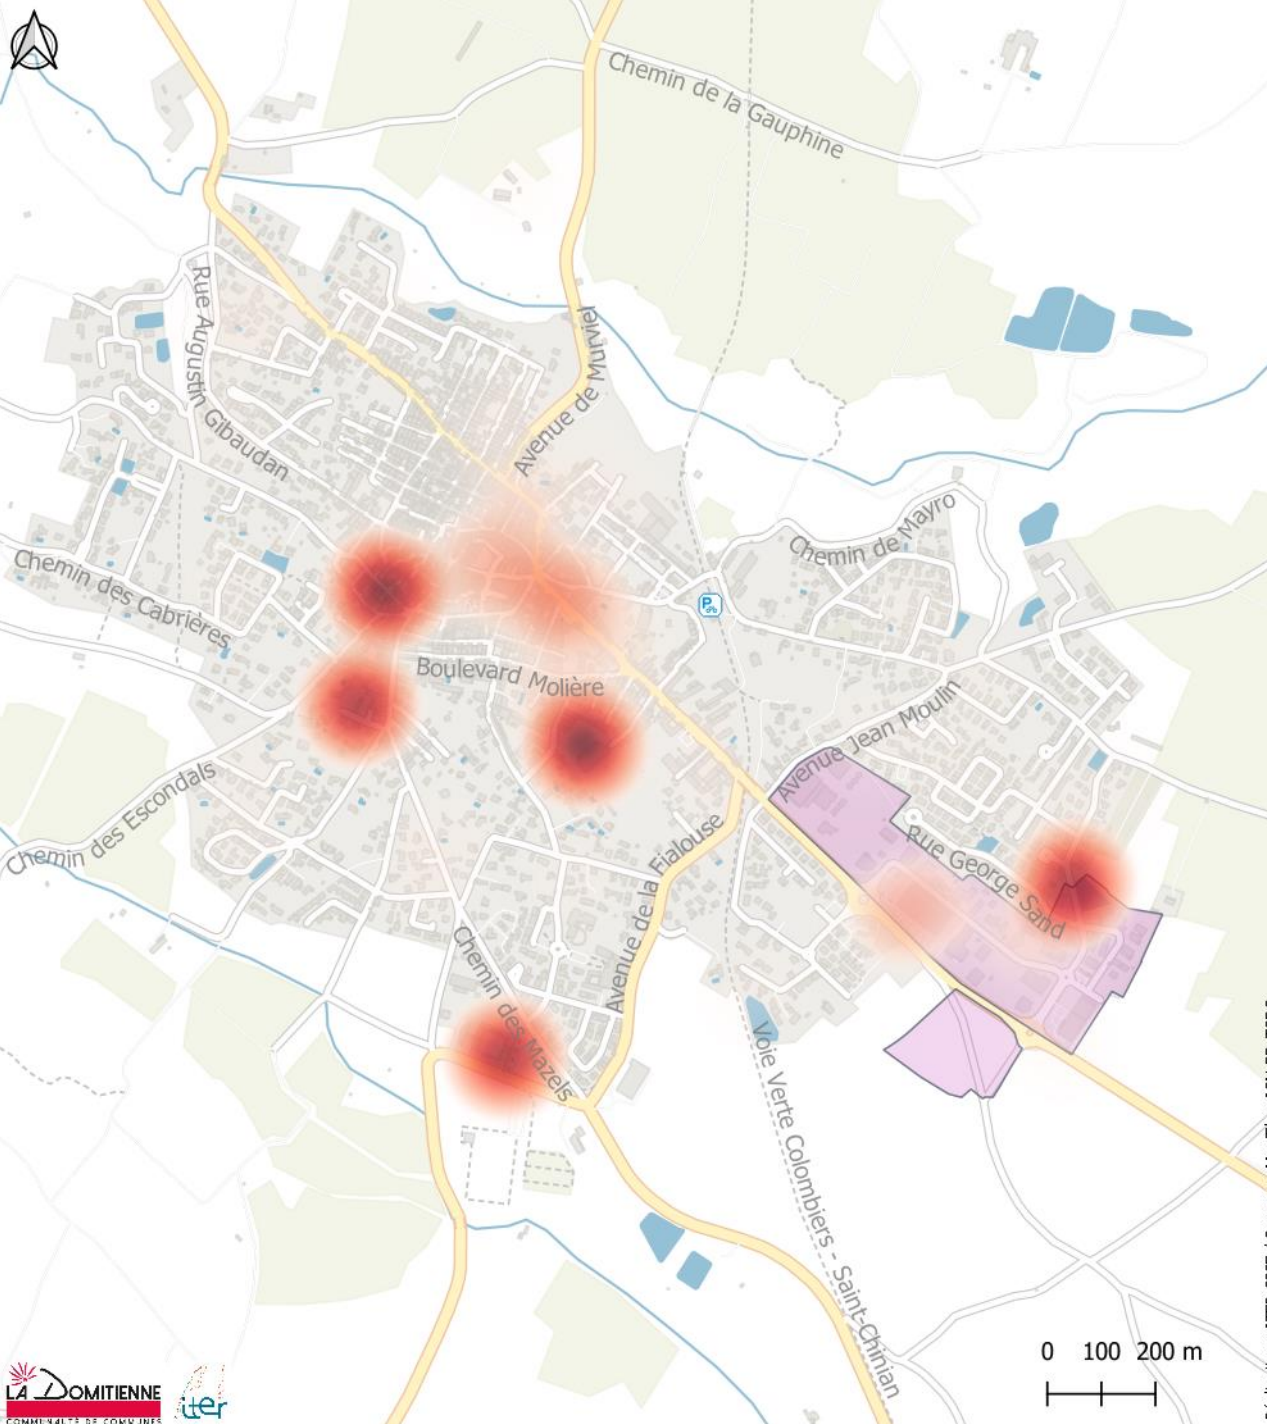 Chemin de la Gauphine
Rue Augustin Gibaudan
Avenue de Murviel
Chemin de Mayro
Chemin des Cabrières
Boulevard Molière
Avenue Jean Moulin
Chemin des Escondals
Rue George Sand
Avenue de la Fialouse
Chemin des Mazels
Voie Verte Colombiers - Saint-Chinian
P
0 100 200 m
LA DOMITIENNE
COMMUNAUTÉ DE COMMUNES
iter